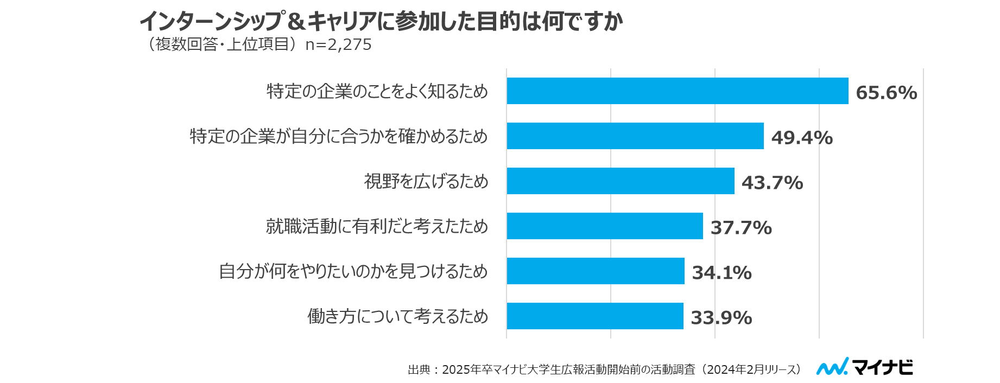 インターンシップ＆キャリアに参加した目的は何ですか
（複数回答・上位項目）n=2,275
特定の企業のことをよく知るため 65.6%
特定の企業が自分に合うかを確かめるため 49.4%
視野を広げるため 43.7%
就職活動に有利だと考えたため 37.7%
自分が何をやりたいのかを見つけるため 34.1%
働き方について考えるため 33.9%
出典：2025年卒マイナビ大学生広報活動開始前の活動調査（2024年2月リリース） マイナビ